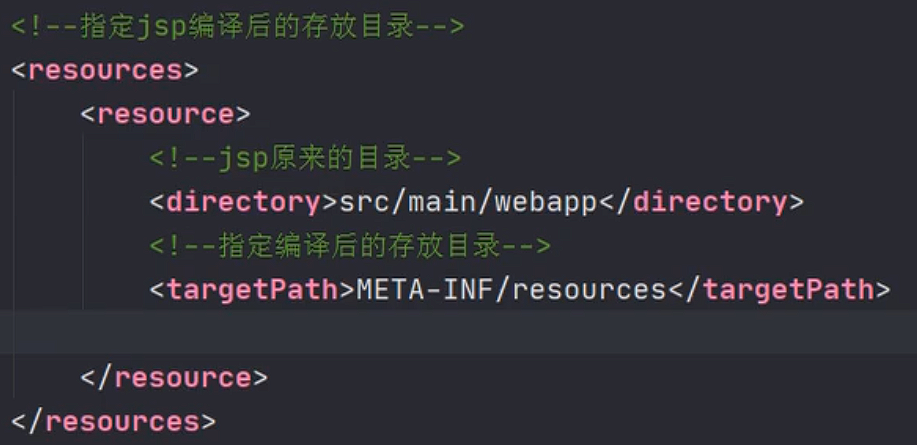 <!--指定jsp编译后的存放目录-->
<resources>
    <resource>
        <!--jsp原来的目录-->
        <directory>src/main/webapp</directory>
        <!--指定编译后的存放目录-->
        <targetPath>META-INF/resources</targetPath>
    </resource>
</resources>